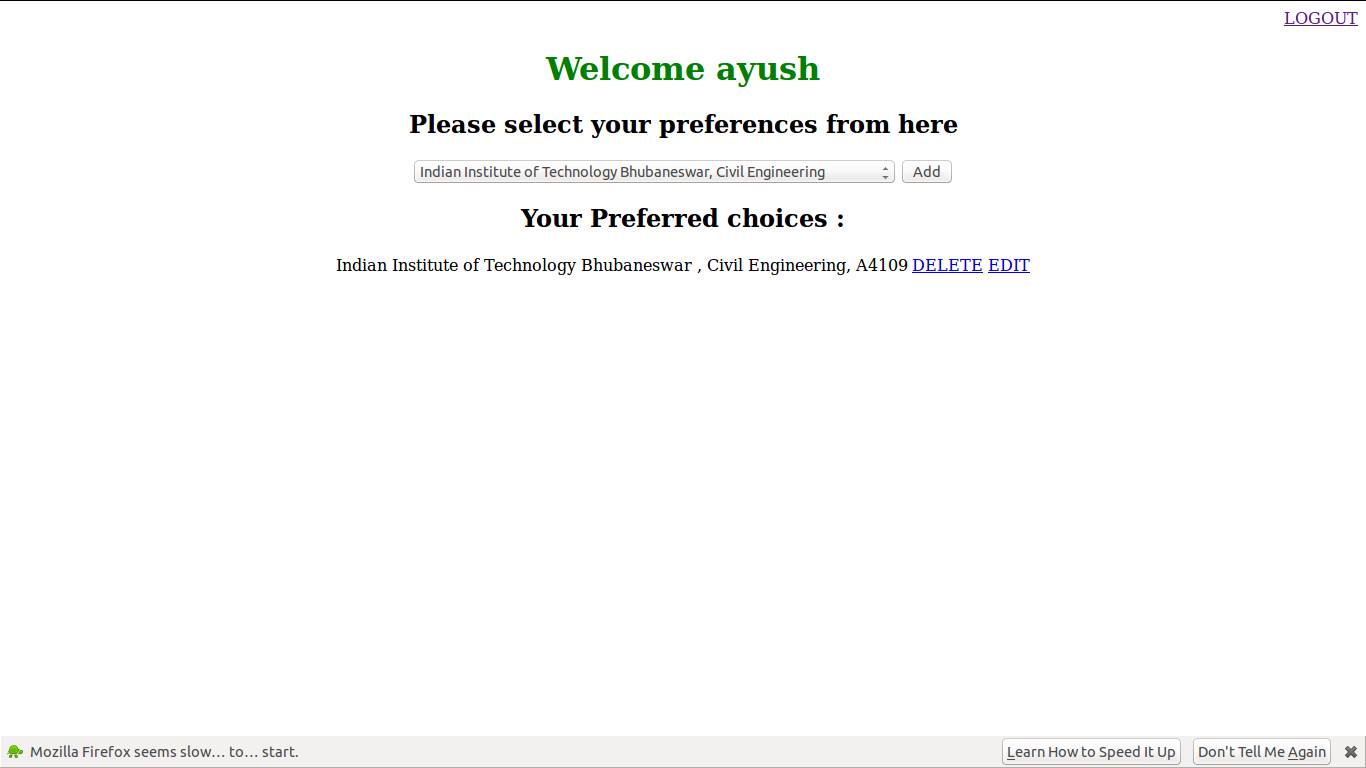 LOGOUT
Welcome ayush
Please select your preferences from here
Indian Institute of Technology Bhubaneswar, Civil Engineering Add
Your Preferred choices :
Indian Institute of Technology Bhubaneswar , Civil Engineering, A4109 DELETE EDIT
Mozilla Firefox seems slow... to... start. Learn How to Speed It Up Don't Tell Me Again